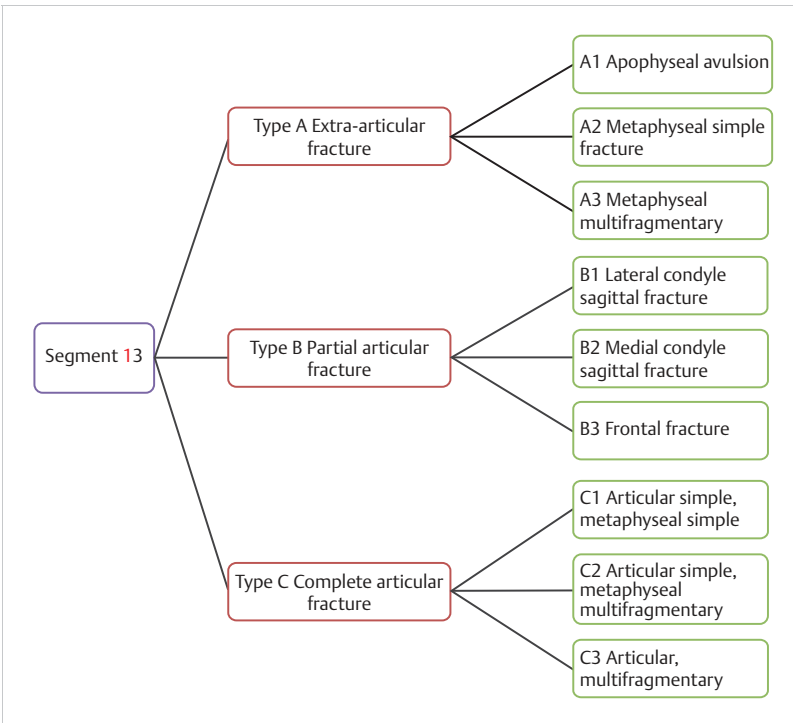 Segment 13
Type A Extra-articular
fracture
A1 Apophyseal avulsion
A2 Metaphyseal simple
fracture
A3 Metaphyseal
multifragmentary
Type B Partial articular
fracture
B1 Lateral condyle
sagittal fracture
B2 Medial condyle
sagittal fracture
B3 Frontal fracture
Type C Complete articular
fracture
C1 Articular simple,
metaphyseal simple
C2 Articular simple,
metaphyseal
multifragmentary
C3 Articular,
multifragmentary